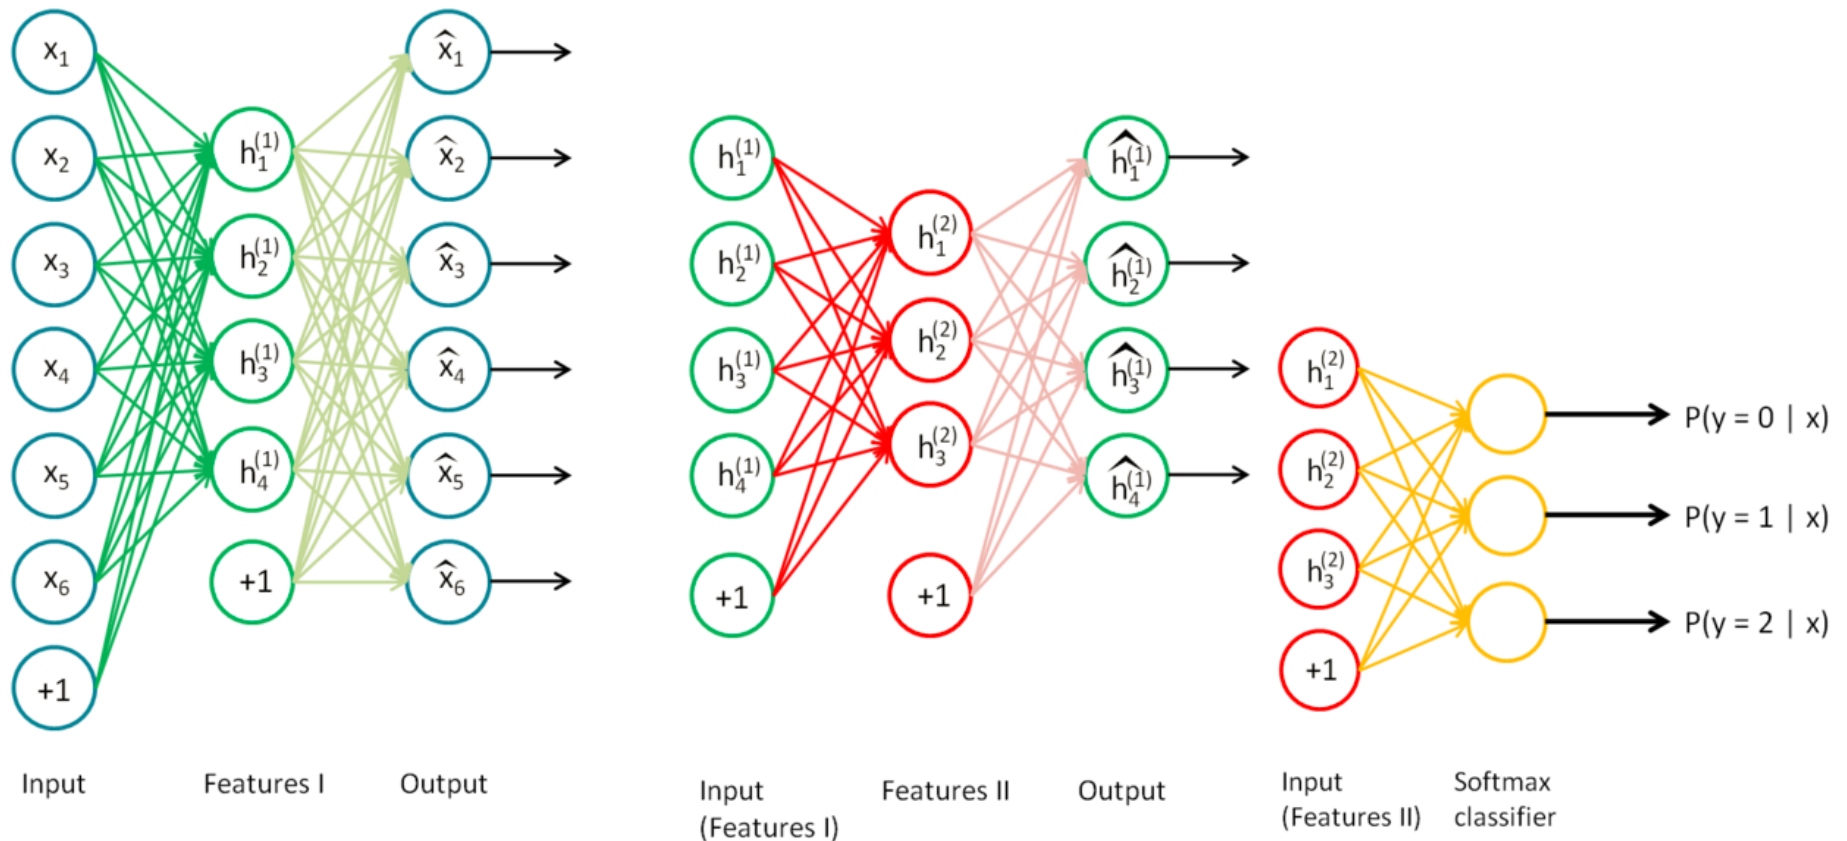 x₁
x₂
x₃
x₄
x₅
x₆
+1
Input
h₁⁽¹⁾
h₂⁽¹⁾
h₃⁽¹⁾
h₄⁽¹⁾
+1
Features I
x̂₁
x̂₂
x̂₃
x̂₄
x̂₅
x̂₆
Output
h₁⁽¹⁾
h₂⁽¹⁾
h₃⁽¹⁾
h₄⁽¹⁾
+1
Input
(Features I)
h₁⁽²⁾
h₂⁽²⁾
h₃⁽²⁾
+1
Features II
ĥ₁⁽¹⁾
ĥ₂⁽¹⁾
ĥ₃⁽¹⁾
ĥ₄⁽¹⁾
Output
h₁⁽²⁾
h₂⁽²⁾
h₃⁽²⁾
+1
Input
(Features II)
Softmax
classifier
P(y = 0 | x)
P(y = 1 | x)
P(y = 2 | x)